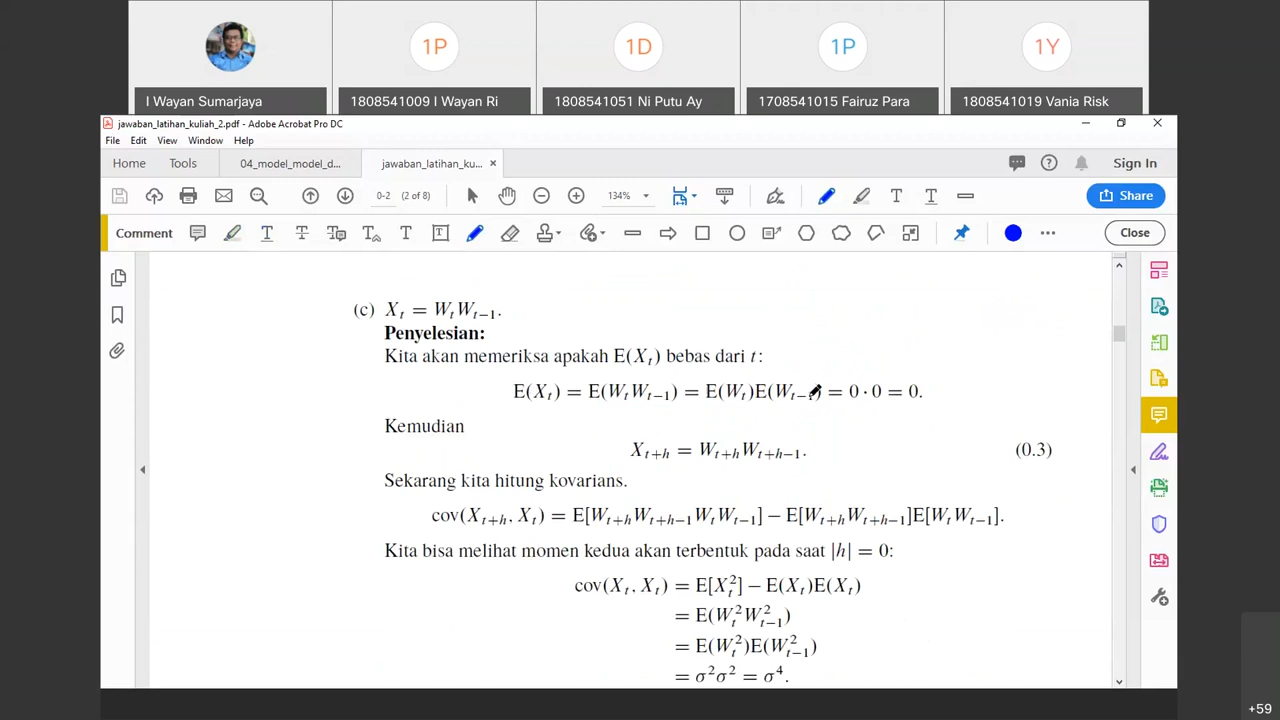 1P
1D
1P
1Y
I Wayan Sumarjaya
1808541009 I Wayan Ri
1808541051 Ni Putu Ay
1708541015 Fairuz Para
1808541019 Vania Risk
jawaban_latihan_kuliah_2.pdf - Adobe Acrobat Pro DC
File Edit View Window Help
Home Tools 04_model_model_d... jawaban_latihan_ku... × Sign In
0-2 (2 of 8) 134% Share
Comment Close
(c) X_t = W_t W_{t−1}.
Penyelesian:
Kita akan memeriksa apakah E(X_t) bebas dari t:
E(X_t) = E(W_t W_{t−1}) = E(W_t)E(W_{t−1}) = 0 · 0 = 0.
Kemudian
X_{t+h} = W_{t+h} W_{t+h−1}. (0.3)
Sekarang kita hitung kovarians.
cov(X_{t+h}, X_t) = E[W_{t+h} W_{t+h−1} W_t W_{t−1}] − E[W_{t+h} W_{t+h−1}]E[W_t W_{t−1}].
Kita bisa melihat momen kedua akan terbentuk pada saat |h| = 0:
cov(X_t, X_t) = E[X_t^2] − E(X_t)E(X_t)
= E(W_t^2 W_{t−1}^2)
= E(W_t^2)E(W_{t−1}^2)
= σ^2 σ^2 = σ^4.
+59